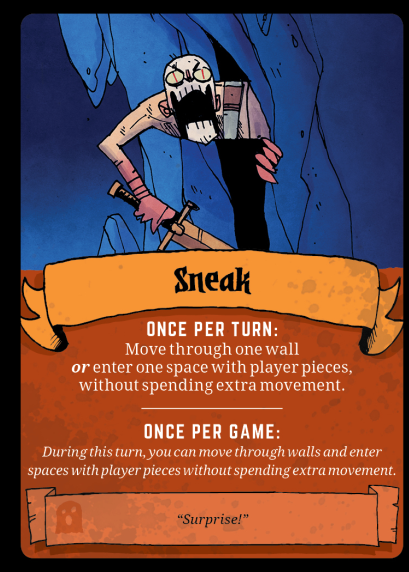 Sneak
ONCE PER TURN:
Move through one wall
or enter one space with player pieces,
without spending extra movement.
ONCE PER GAME:
During this turn, you can move through walls and enter
spaces with player pieces without spending extra movement.
“Surprise!”